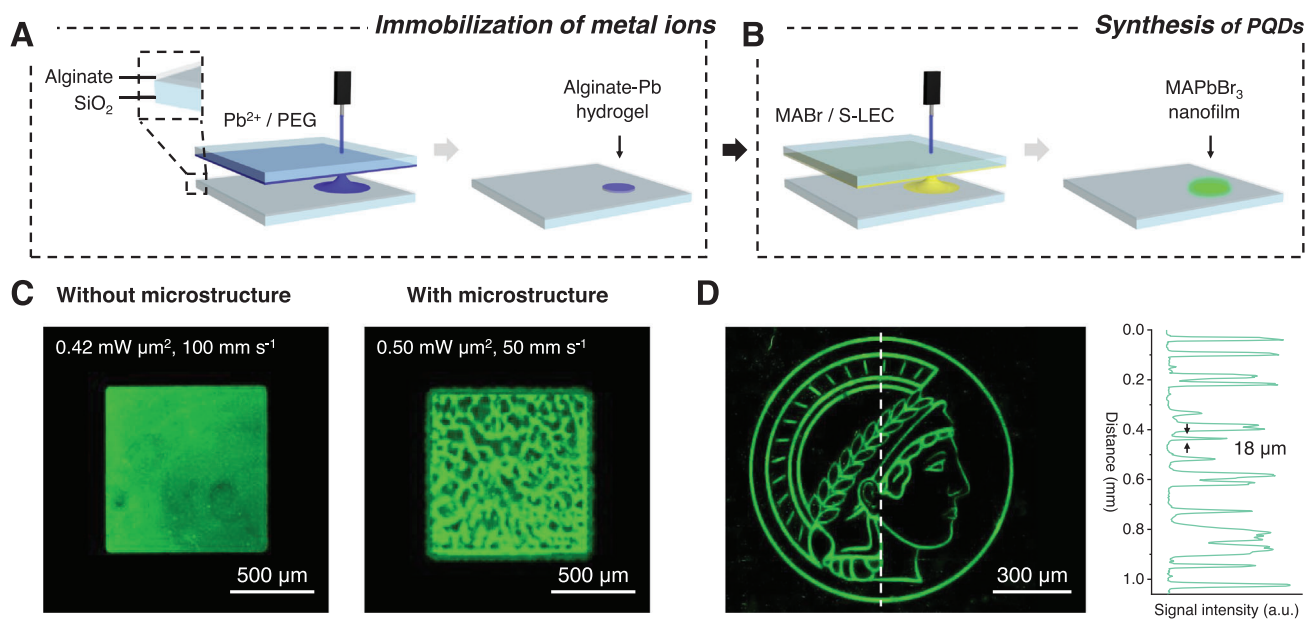 A
Immobilization of metal ions
Alginate
SiO₂
Pb²⁺ / PEG
Alginate-Pb
hydrogel
B
Synthesis of PQDs
MABr / S-LEC
MAPbBr₃
nanofilm
C
Without microstructure
0.42 mW μm², 100 mm s⁻¹
500 μm
With microstructure
0.50 mW μm², 50 mm s⁻¹
500 μm
D
300 μm
0.0
0.2
0.4
0.6
0.8
1.0
Distance (mm)
18 μm
Signal intensity (a.u.)